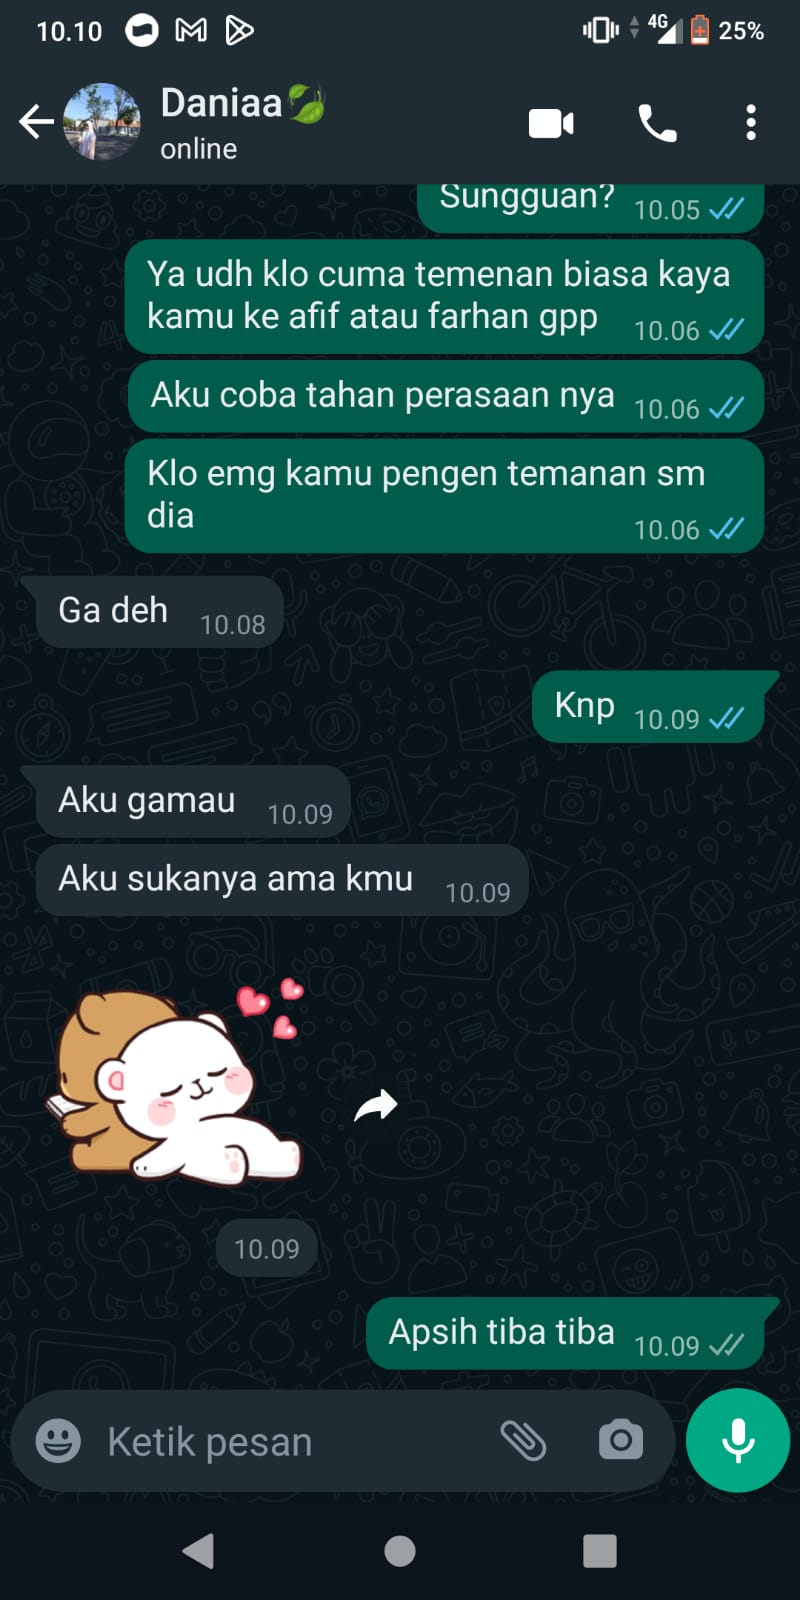 10.10
4G
25%
Daniaa
online
Sungguan?
10.05
Ya udh klo cuma temenan biasa kaya
kamu ke afif atau farhan gpp
10.06
Aku coba tahan perasaan nya
10.06
Klo emg kamu pengen temanan sm
dia
10.06
Ga deh
10.08
Knp
10.09
Aku gamau
10.09
Aku sukanya ama kmu
10.09
10.09
Apsih tiba tiba
10.09
Ketik pesan